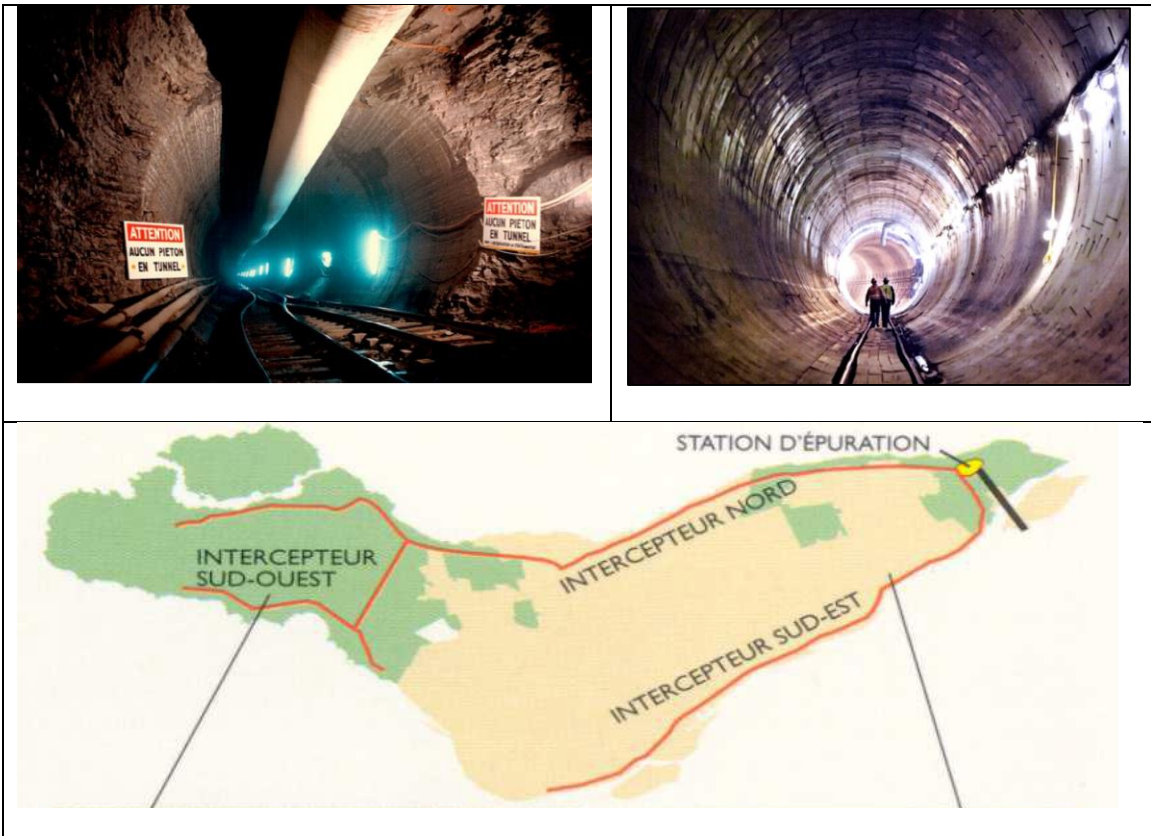 ATTENTION
AUCUN PIETON
EN TUNNEL
ATTENTION
AUCUN PIETON
EN TUNNEL
STATION D'ÉPURATION
INTERCEPTEUR NORD
INTERCEPTEUR
SUD-OUEST
INTERCEPTEUR SUD-EST